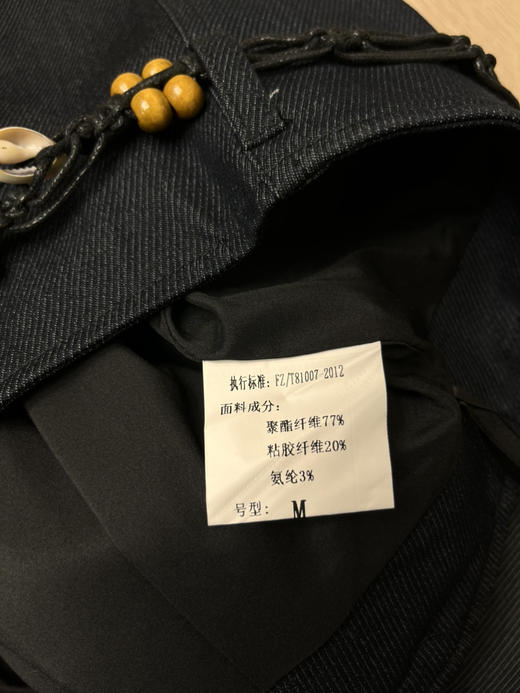 执行标准: FZ/T81007-2012
面料成分:
聚酯纤维77%
粘胶纤维20%
氨纶3%
号型: M